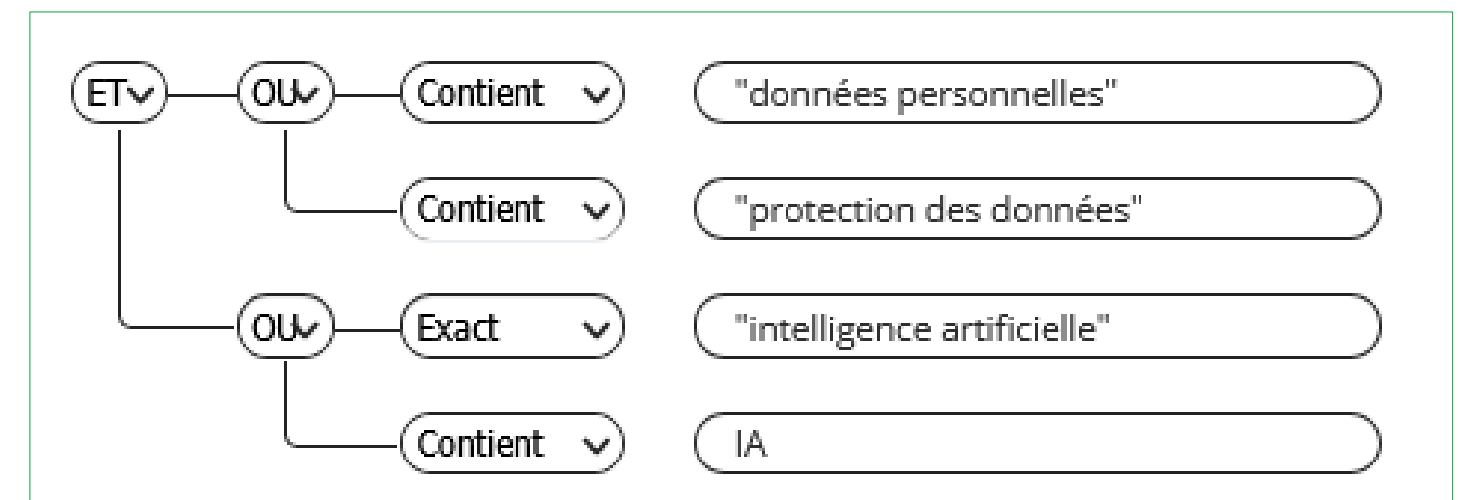 ET OU Contient "données personnelles"
Contient "protection des données"
OU Exact "intelligence artificielle"
Contient IA